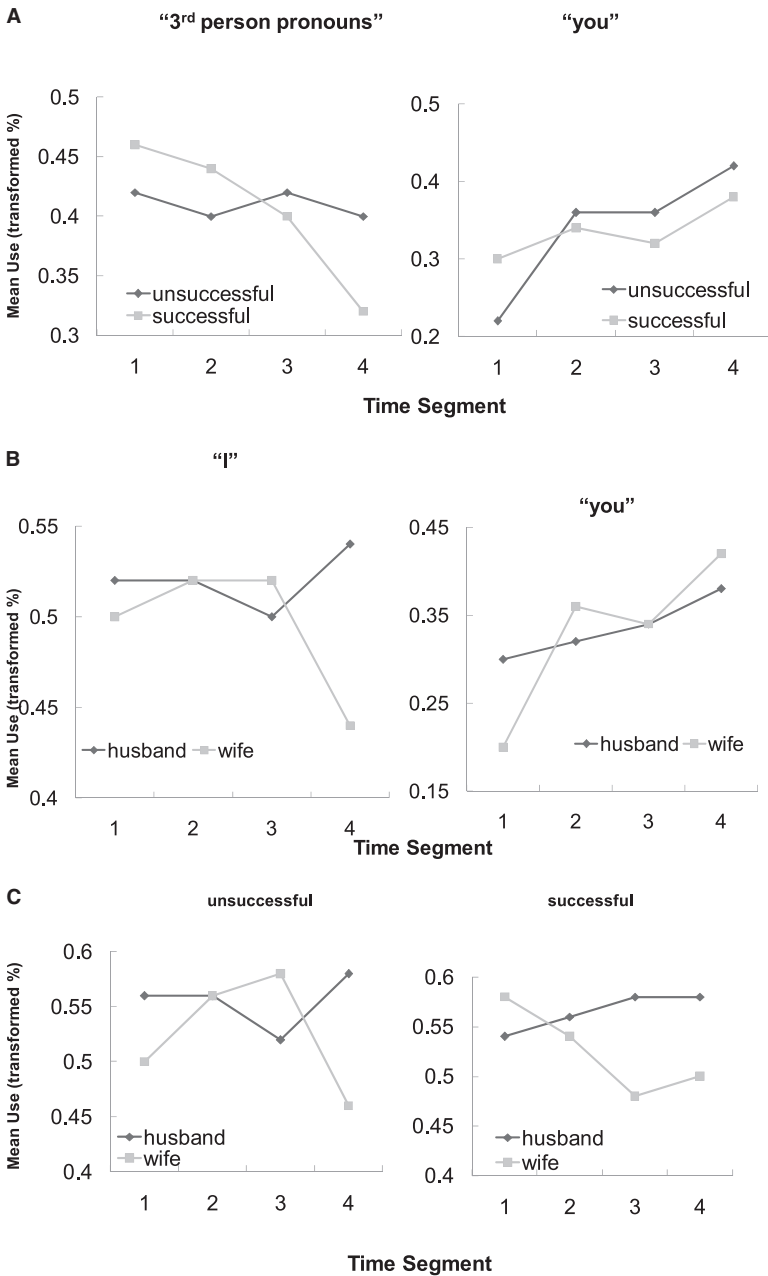 A
“3rd person pronouns”
“you”
Mean Use (transformed %)
0.5
0.45
0.4
0.35
0.3
unsuccessful
successful
1 2 3 4
0.5
0.4
0.3
0.2
unsuccessful
successful
1 2 3 4
Time Segment
B
“I”
“you”
Mean Use (transformed %)
0.55
0.5
0.45
0.4
husband wife
1 2 3 4
0.45
0.35
0.25
0.15
husband wife
1 2 3 4
Time Segment
C
unsuccessful
successful
Mean Use (transformed %)
0.6
0.55
0.5
0.45
0.4
husband
wife
1 2 3 4
0.6
0.55
0.5
0.45
0.4
husband
wife
1 2 3 4
Time Segment